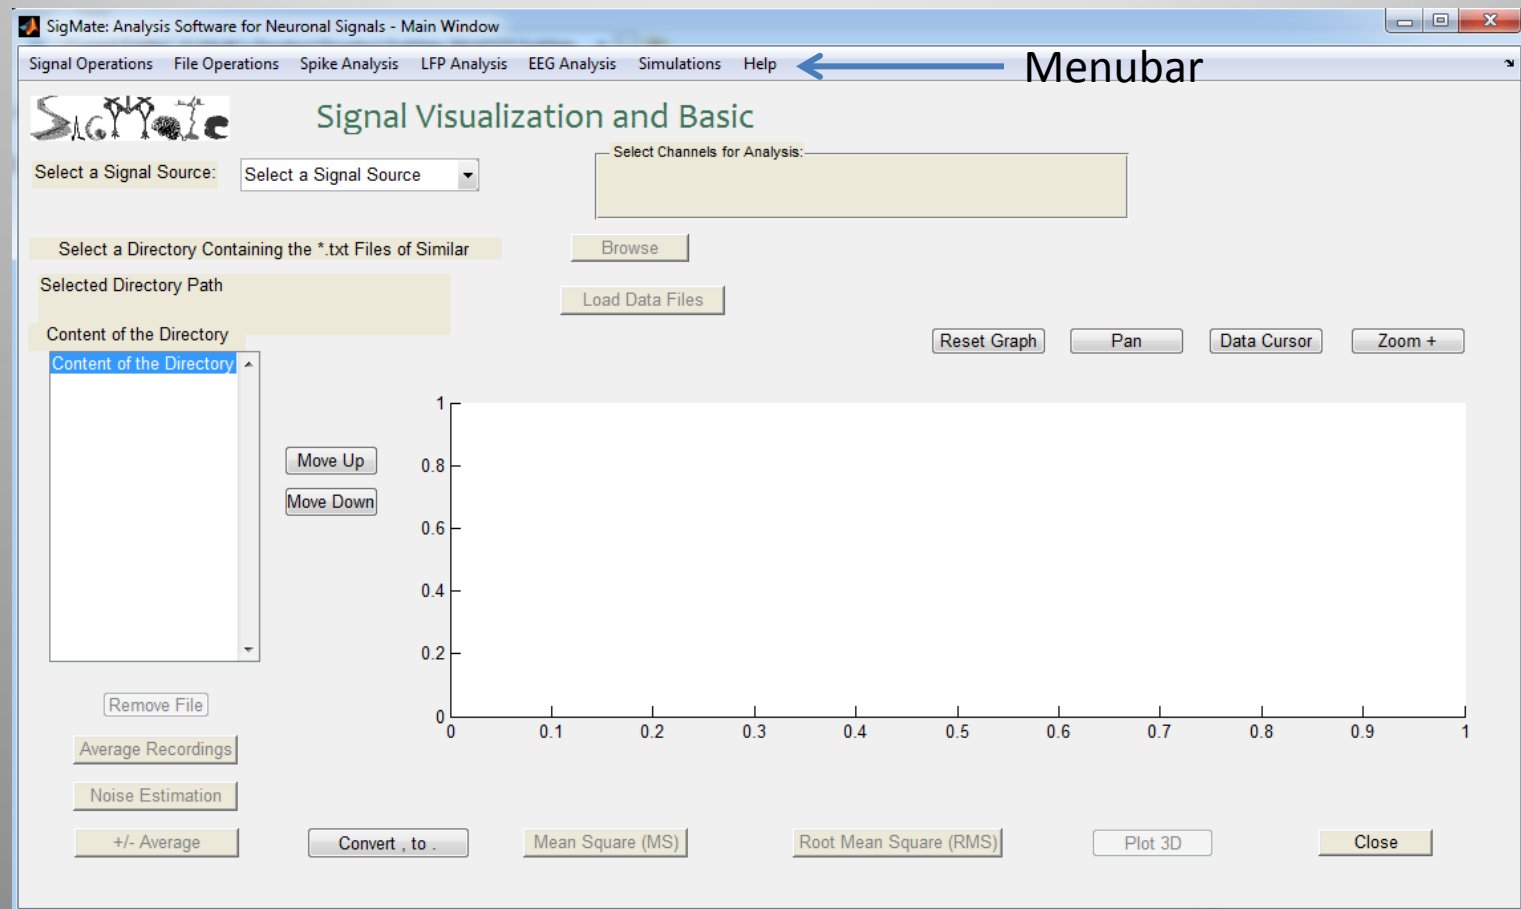 SigMate: Analysis Software for Neuronal Signals - Main Window
Signal Operations File Operations Spike Analysis LFP Analysis EEG Analysis Simulations Help
Menubar
SigMate
Signal Visualization and Basic
Select a Signal Source:
Select a Signal Source
Select Channels for Analysis:
Select a Directory Containing the *.txt Files of Similar
Browse
Selected Directory Path
Load Data Files
Content of the Directory
Reset Graph
Pan
Data Cursor
Zoom +
Content of the Directory
Move Up
Move Down
1
0.8
0.6
0.4
0.2
0
0 0.1 0.2 0.3 0.4 0.5 0.6 0.7 0.8 0.9 1
Remove File
Average Recordings
Noise Estimation
+/- Average
Convert , to .
Mean Square (MS)
Root Mean Square (RMS)
Plot 3D
Close